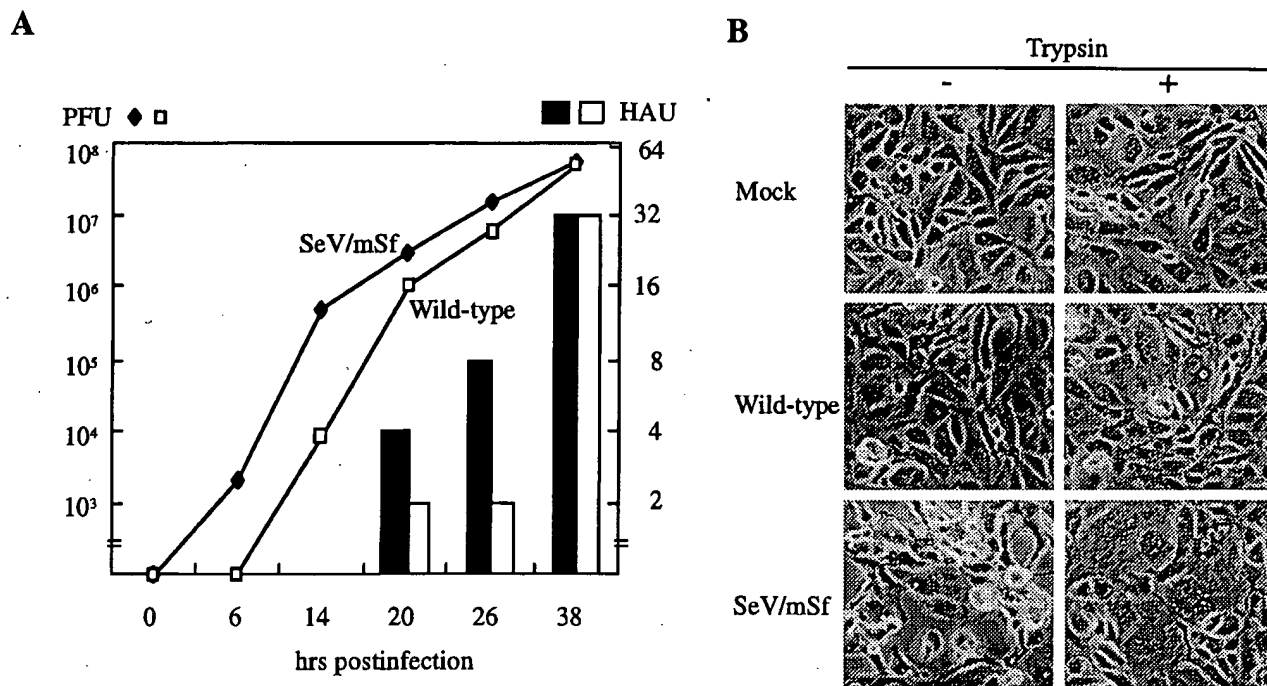 A
PFU ◆ □
■ □ HAU
10⁸
10⁷
10⁶
10⁵
10⁴
10³
64
32
16
8
4
2
SeV/mSf
Wild-type
0 6 14 20 26 38
hrs postinfection
B
Trypsin
- +
Mock
Wild-type
SeV/mSf